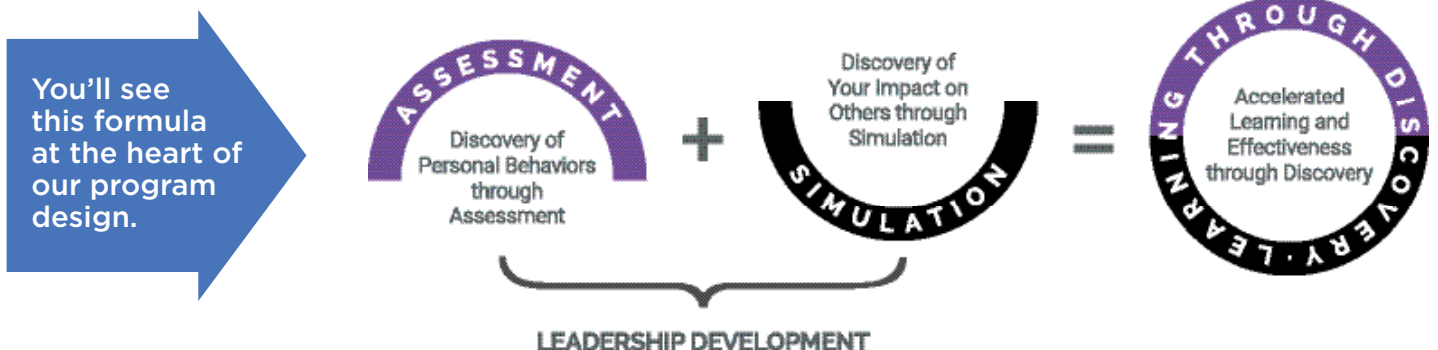 You'll see
this formula
at the heart of
our program
design.
ASSESSMENT
Discovery of
Personal Behaviors
through
Assessment
+
Discovery of
Your Impact on
Others through
Simulation
SIMULATION
=
LEARNING THROUGH DISCOVERY ·
Accelerated
Learning and
Effectiveness
through Discovery
LEADERSHIP DEVELOPMENT